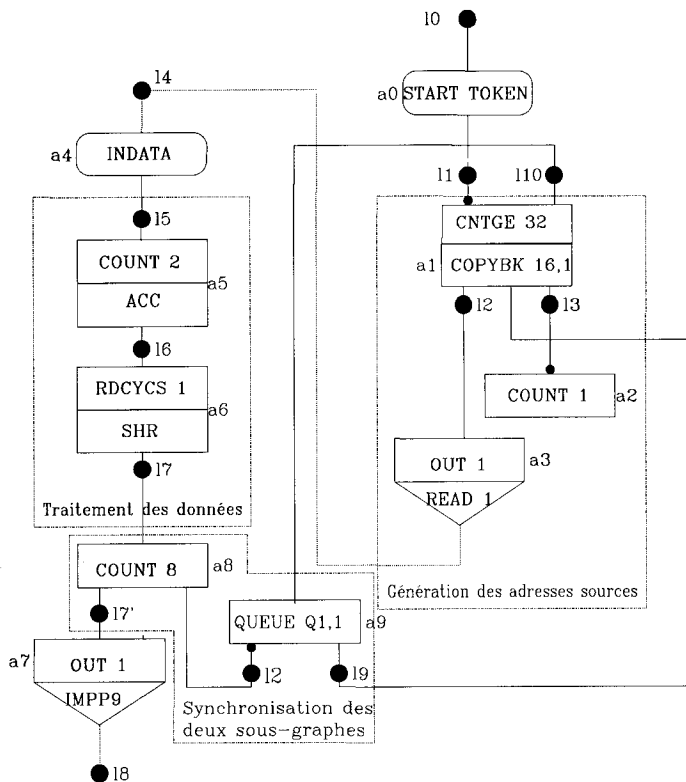 l0
l4
a0 START TOKEN
a4 INDATA
l1
l10
l5
CNTGE 32
COUNT 2
a1 COPYBK 16,1
a5
ACC
l2
l3
l6
RDCYCS 1
COUNT 1 a2
a6
SHR
OUT 1 a3
l7
READ 1
Traitement des données
COUNT 8 a8
Génération des adresses sources
l7'
QUEUE Q1,1 a9
a7
OUT 1
l2
l9
IMPP9
Synchronisation des
deux sous-graphes
l8